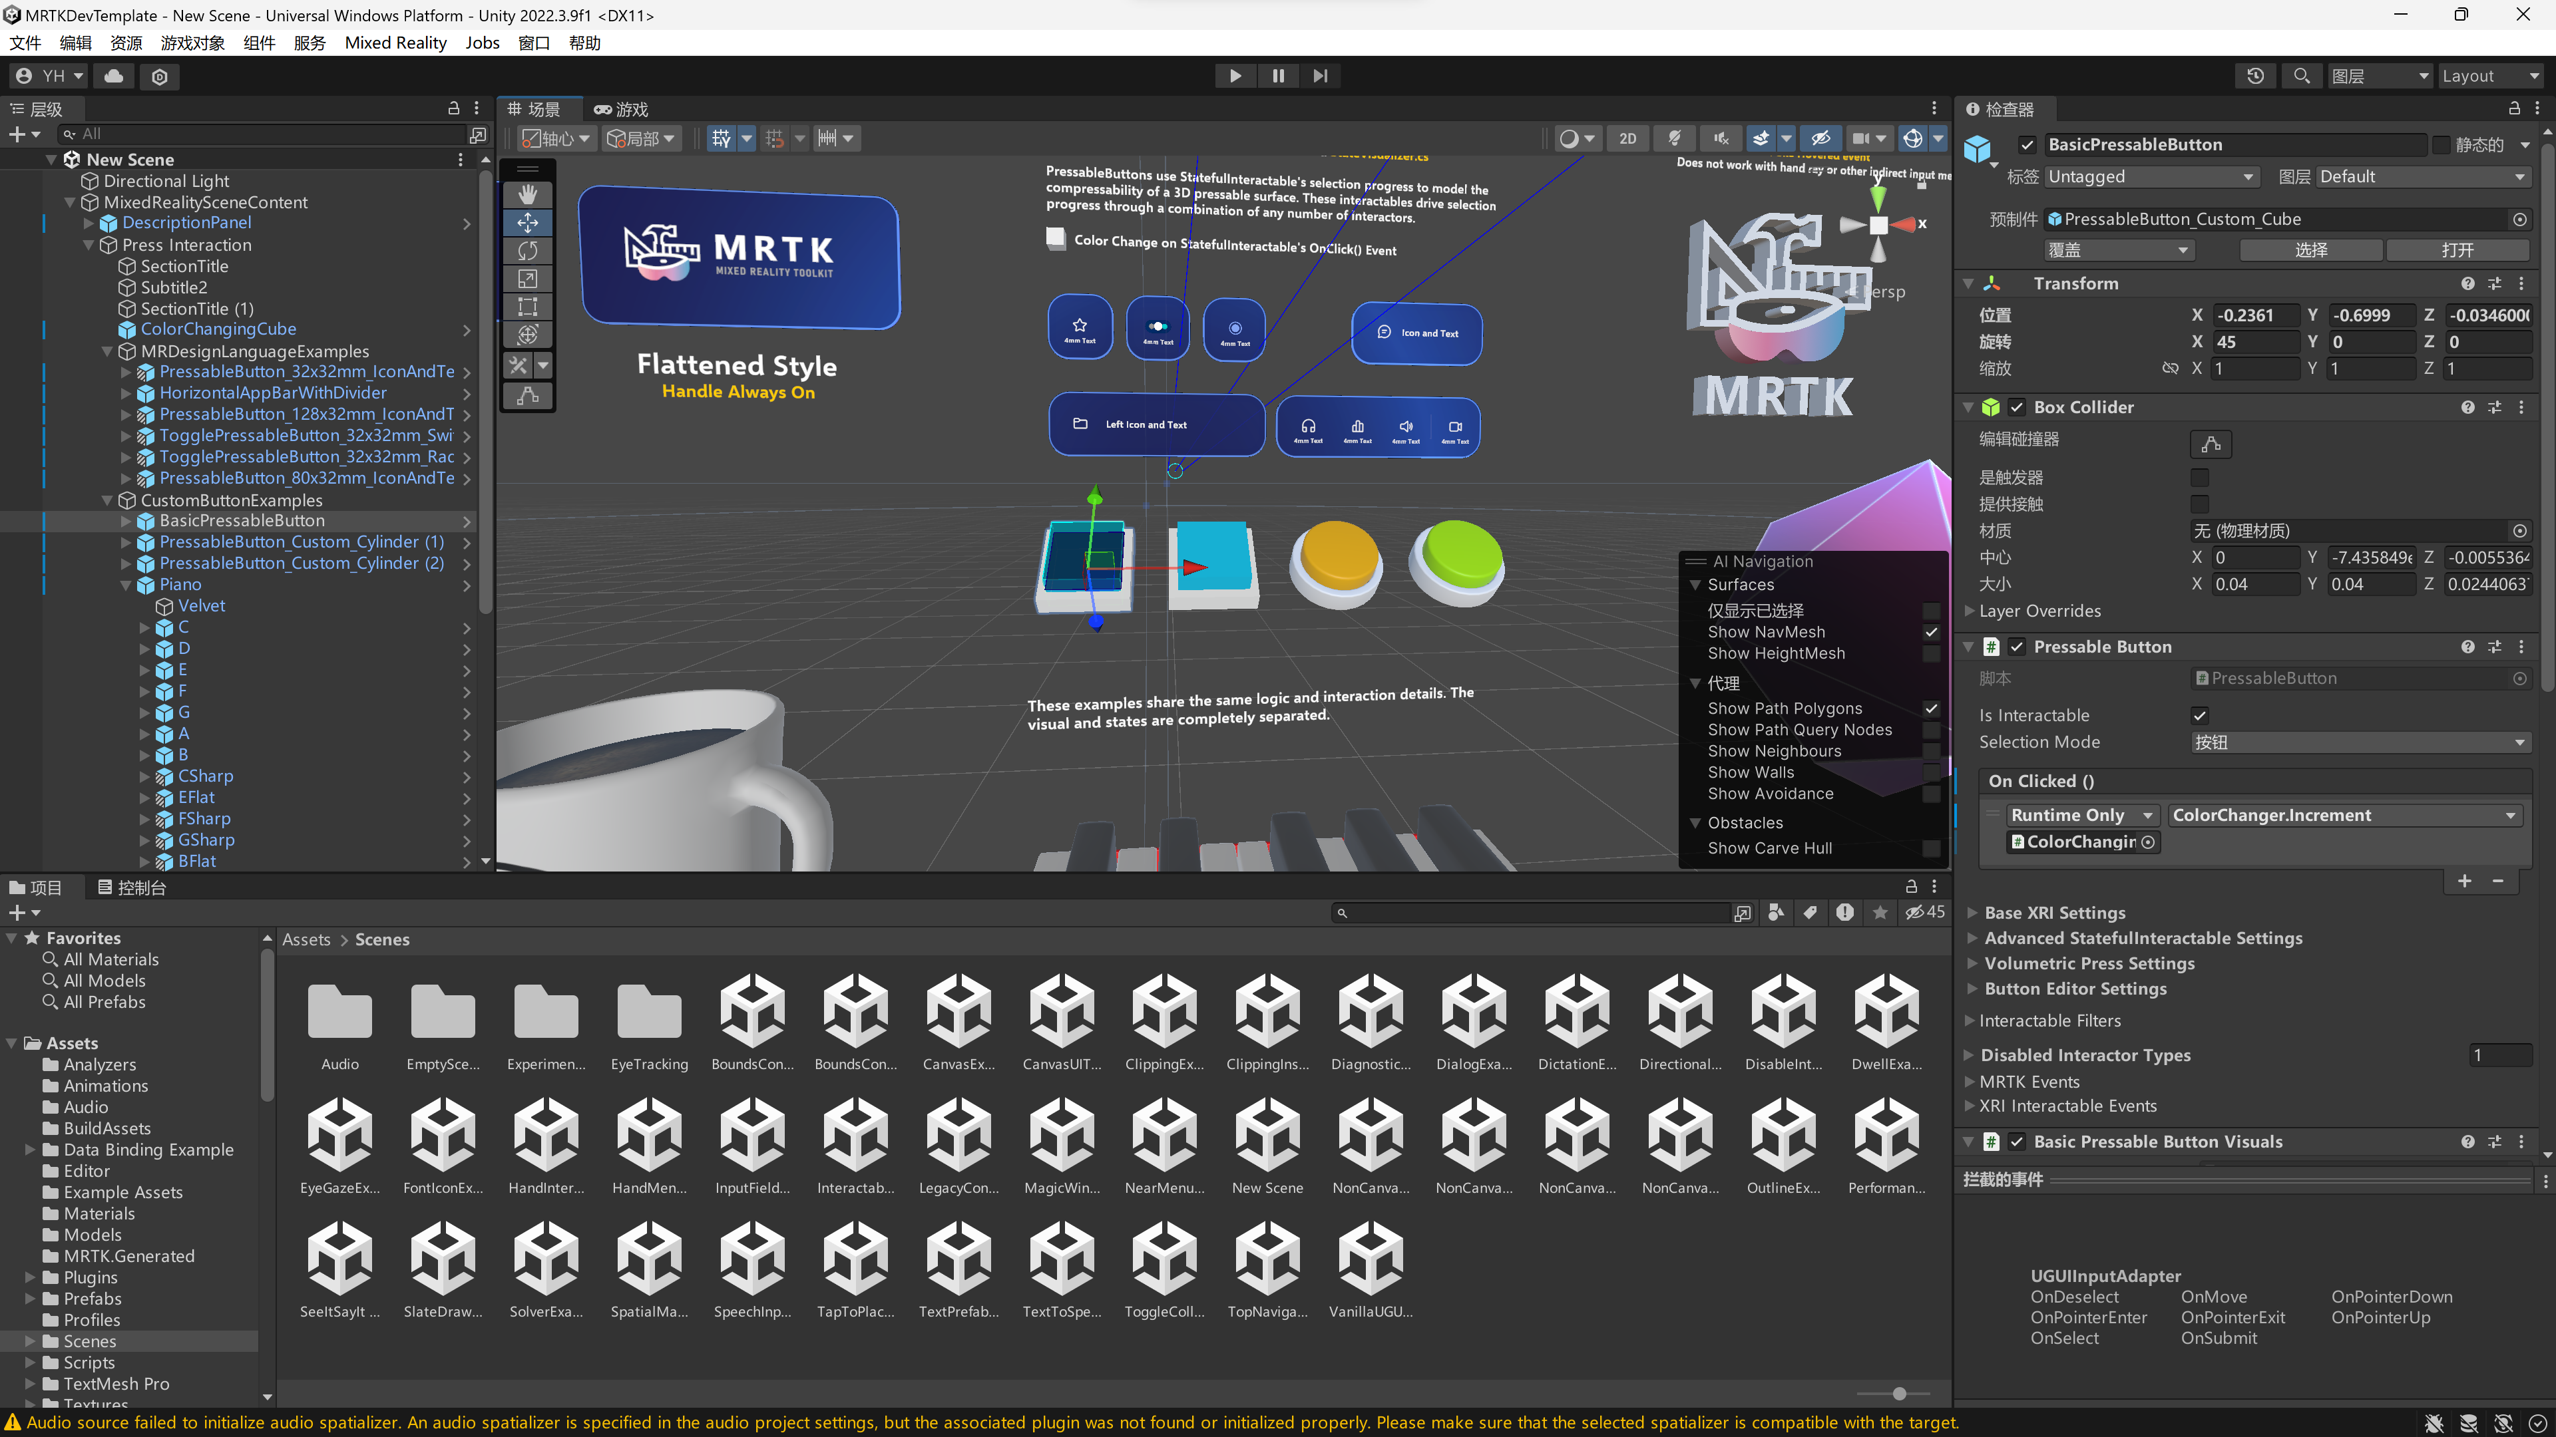 MRTKDevTemplate - New Scene - Universal Windows Platform - Unity 2022.3.9f1 <DX11>
文件 编辑 资源 游戏对象 组件 服务 Mixed Reality Jobs 窗口 帮助
YH
图层
Layout
层级
All
New Scene
Directional Light
MixedRealitySceneContent
DescriptionPanel
Press Interaction
SectionTitle
Subtitle2
SectionTitle (1)
ColorChangingCube
MRDesignLanguageExamples
PressableButton_32x32mm_IconAndTe
HorizontalAppBarWithDivider
PressableButton_128x32mm_IconAndT
TogglePressableButton_32x32mm_Swi
TogglePressableButton_32x32mm_Rad
PressableButton_80x32mm_IconAndTe
CustomButtonExamples
BasicPressableButton
PressableButton_Custom_Cylinder (1)
PressableButton_Custom_Cylinder (2)
Piano
Velvet
C
D
E
F
G
A
B
CSharp
EFlat
FSharp
GSharp
BFlat
场景 游戏
轴心 局部
2D
MRTK
MIXED REALITY TOOLKIT
Flattened Style
Handle Always On
PressableButtons use StatefulInteractable's selection progress to model the
compressability of a 3D pressable surface. These interactables drive selection
progress through a combination of any number of interactors.
Color Change on StatefulInteractable's OnClick() Event
4mm Text 4mm Text 4mm Text
Icon and Text
Left Icon and Text
4mm Text 4mm Text 4mm Text 4mm Text
These examples share the same logic and interaction details. The
visual and states are completely separated.
Does not work with hand ray or other indirect input me
y
x
Persp
MRTK
AI Navigation
Surfaces
仅显示已选择
Show NavMesh
Show HeightMesh
代理
Show Path Polygons
Show Path Query Nodes
Show Neighbours
Show Walls
Show Avoidance
Obstacles
Show Carve Hull
检查器
BasicPressableButton 静态的
标签 Untagged 图层 Default
预制件 PressableButton_Custom_Cube
覆盖 选择 打开
Transform
位置 X -0.2361 Y -0.6999 Z -0.0346000
旋转 X 45 Y 0 Z 0
缩放 X 1 Y 1 Z 1
Box Collider
编辑碰撞器
是触发器
提供接触
材质 无 (物理材质)
中心 X 0 Y -7.435849e Z -0.0055364
大小 X 0.04 Y 0.04 Z 0.0244063
Layer Overrides
Pressable Button
脚本 PressableButton
Is Interactable
Selection Mode 按钮
On Clicked ()
Runtime Only ColorChanger.Increment
ColorChangin
Base XRI Settings
Advanced StatefulInteractable Settings
Volumetric Press Settings
Button Editor Settings
Interactable Filters
Disabled Interactor Types 1
MRTK Events
XRI Interactable Events
Basic Pressable Button Visuals
拦截的事件
UGUIInputAdapter
OnDeselect OnMove OnPointerDown
OnPointerEnter OnPointerExit OnPointerUp
OnSelect OnSubmit
项目 控制台
45
Favorites
All Materials
All Models
All Prefabs
Assets
Analyzers
Animations
Audio
BuildAssets
Data Binding Example
Editor
Example Assets
Materials
Models
MRTK.Generated
Plugins
Prefabs
Profiles
Scenes
Scripts
TextMesh Pro
Textures
Assets > Scenes
Audio EmptySce... Experimen... EyeTracking BoundsCon... BoundsCon... CanvasEx... CanvasUIT... ClippingEx... ClippingIns... Diagnostic... DialogExa... DictationE... Directional... DisableInt... DwellExa...
EyeGazeEx... FontIconEx... HandInter... HandMen... InputField... Interactab... LegacyCon... MagicWin... NearMenu... New Scene NonCanva... NonCanva... NonCanva... NonCanva... OutlineEx... Performan...
SeeItSayIt ... SlateDraw... SolverExa... SpatialMa... SpeechInp... TapToPlac... TextPrefab... TextToSpe... ToggleColl... TopNaviga... VanillaUGU...
Audio source failed to initialize audio spatializer. An audio spatializer is specified in the audio project settings, but the associated plugin was not found or initialized properly. Please make sure that the selected spatializer is compatible with the target.